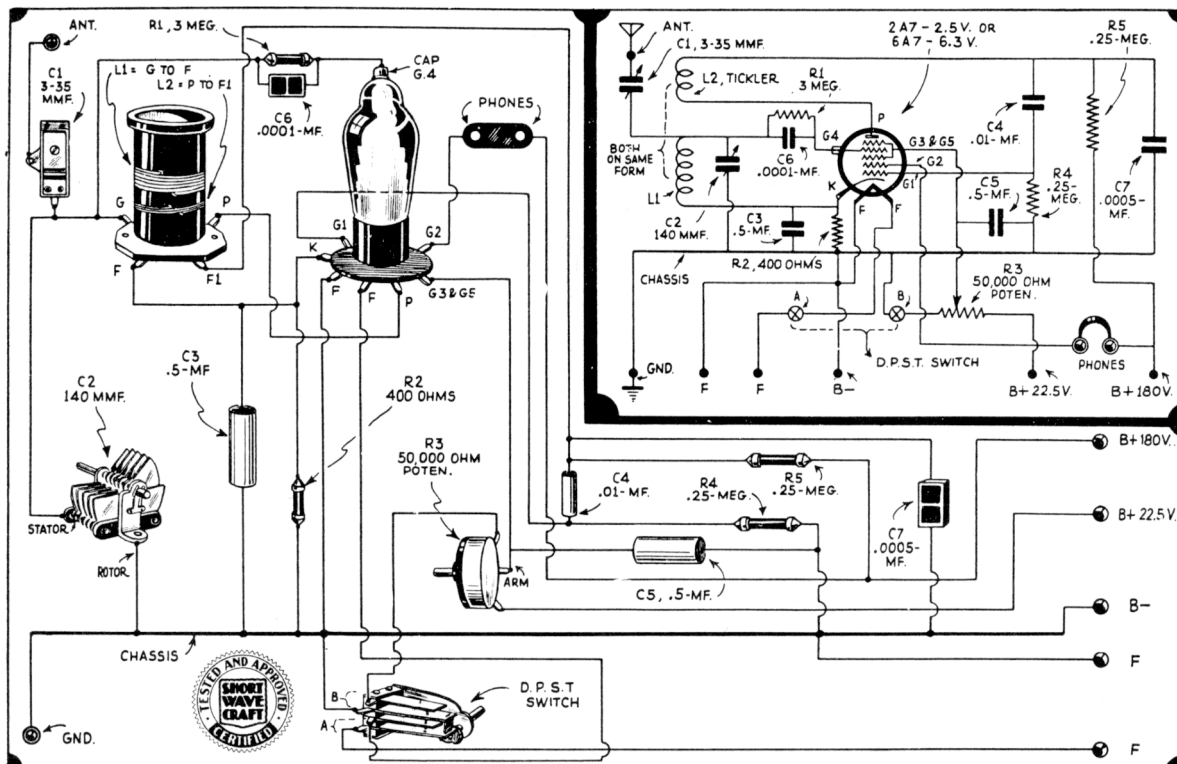 ANT.
C1
3-35
MMF.
L1 = G TO F
L2 = P TO F1
R1, 3 MEG.
C6
.0001-MF.
CAP
G.4
PHONES
G
P
F
F1
G1
G2
K
F
F
P
G3 & G5
C2
140 MMF.
STATOR
ROTOR
C3
.5-MF
R2
400 OHMS
R3
50,000 OHM
POTEN.
ARM
C4
.01-MF.
R4
.25-MEG.
R5
.25-MEG.
C5, .5-MF.
C7
.0005-
MF.
B+180V.
B+ 22.5V.
B-
F
F
CHASSIS
GND.
TESTED AND APPROVED
SHORT
WAVE
CRAFT
CERTIFIED
B
A
D.P.S.T
SWITCH
ANT.
C1, 3-35 MMF.
L2, TICKLER
R1
3 MEG.
2A7 - 2.5V. OR
6A7 - 6.3 V.
R5
.25-MEG.
BOTH
ON SAME
FORM
L1
C2
140 MMF.
C6
.0001-MF.
G4
P
G3 & G5
G2
G1
K
F
F
C3
.5-MF.
R2, 400 OHMS
C4
.01-MF.
C5
.5-MF.
R4
.25-
MEG.
C7
.0005-
MF.
CHASSIS
A
B
R3
50,000 OHM
POTEN.
D.P.S.T. SWITCH
PHONES
GND.
F
F
B-
B+22.5V.
B+180V.